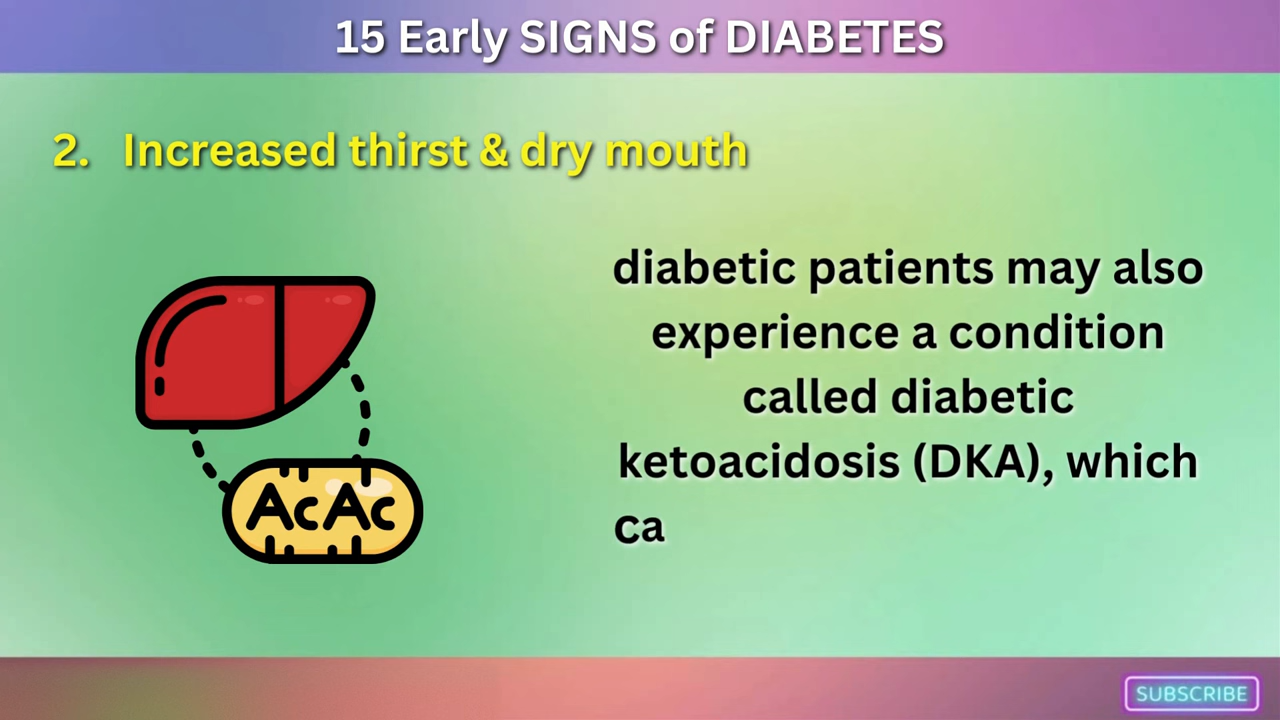 15 Early SIGNS of DIABETES
2. Increased thirst & dry mouth
diabetic patients may also
experience a condition
called diabetic
ketoacidosis (DKA), which
ca
AcAc
SUBSCRIBE